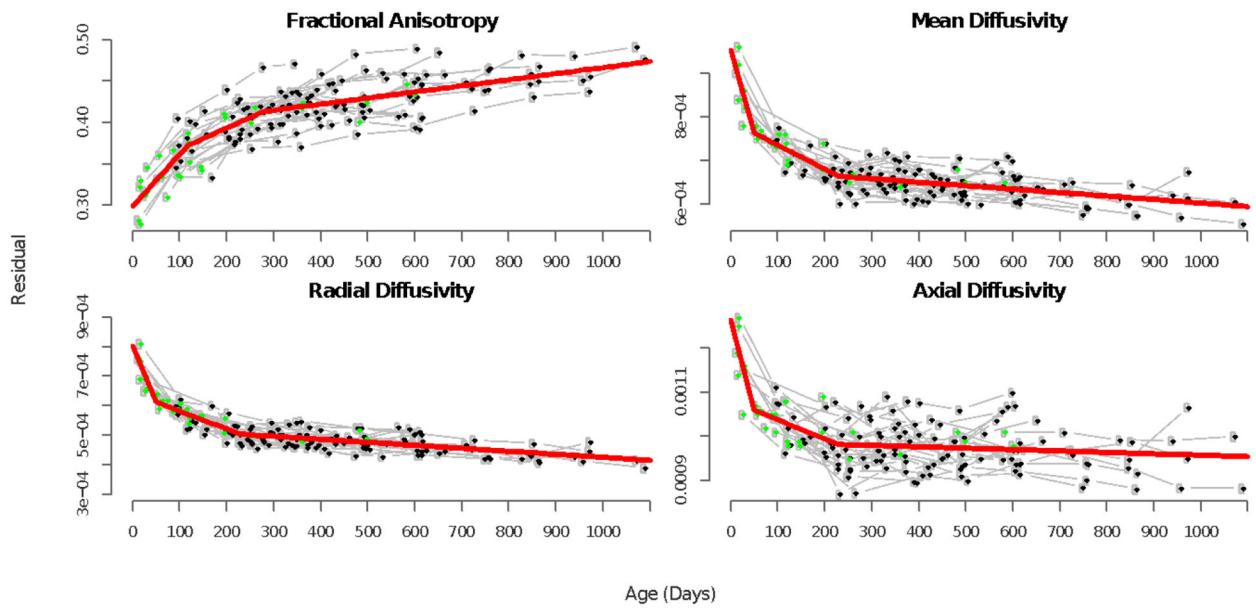 Fractional Anisotropy
0.50
0.40
0.30
0 100 200 300 400 500 600 700 800 900 1000
Mean Diffusivity
8e−04
6e−04
0 100 200 300 400 500 600 700 800 900 1000
Residual
Radial Diffusivity
9e−04
7e−04
5e−04
3e−04
0 100 200 300 400 500 600 700 800 900 1000
Axial Diffusivity
0.0011
0.0009
0 100 200 300 400 500 600 700 800 900 1000
Age (Days)